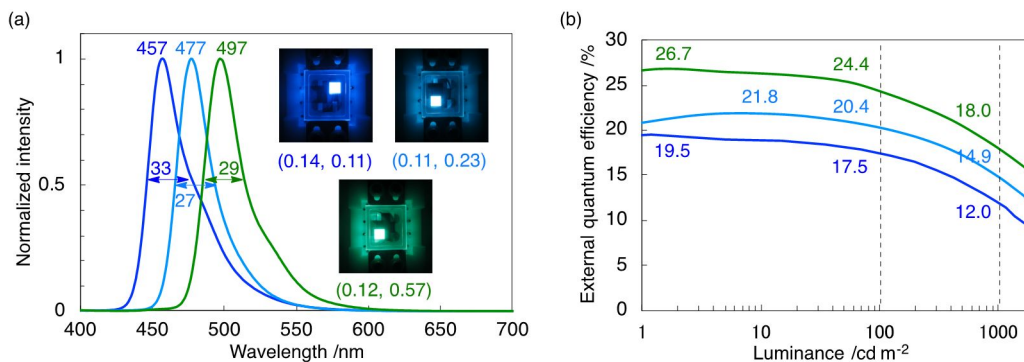 (a)
Normalized intensity
1
0.5
0
457 477 497
33
29
27
(0.14, 0.11)
(0.11, 0.23)
(0.12, 0.57)
400 450 500 550 600 650 700
Wavelength /nm
(b)
External quantum efficiency /%
30
25
20
15
10
5
0
26.7
24.4
18.0
21.8
20.4
14.9
19.5
17.5
12.0
1 10 100 1000
Luminance /cd m-2